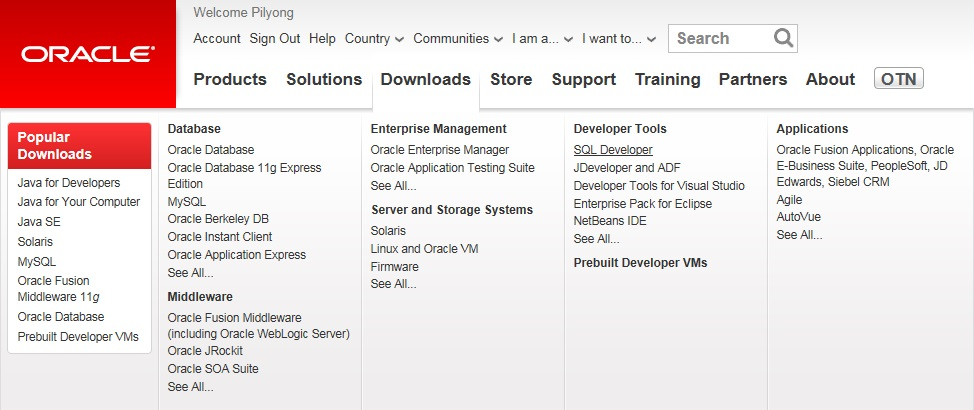 Welcome Pilyong
Account Sign Out Help Country Communities I am a... I want to... Search
ORACLE
Products Solutions Downloads Store Support Training Partners About OTN
Popular
Downloads
Java for Developers
Java for Your Computer
Java SE
Solaris
MySQL
Oracle Fusion
Middleware 11g
Oracle Database
Prebuilt Developer VMs
Database
Oracle Database
Oracle Database 11g Express
Edition
MySQL
Oracle Berkeley DB
Oracle Instant Client
Oracle Application Express
See All...
Middleware
Oracle Fusion Middleware
(including Oracle WebLogic Server)
Oracle JRockit
Oracle SOA Suite
See All...
Enterprise Management
Oracle Enterprise Manager
Oracle Application Testing Suite
See All...
Server and Storage Systems
Solaris
Linux and Oracle VM
Firmware
See All...
Developer Tools
SQL Developer
JDeveloper and ADF
Developer Tools for Visual Studio
Enterprise Pack for Eclipse
NetBeans IDE
See All...
Prebuilt Developer VMs
Applications
Oracle Fusion Applications, Oracle
E-Business Suite, PeopleSoft, JD
Edwards, Siebel CRM
Agile
AutoVue
See All...